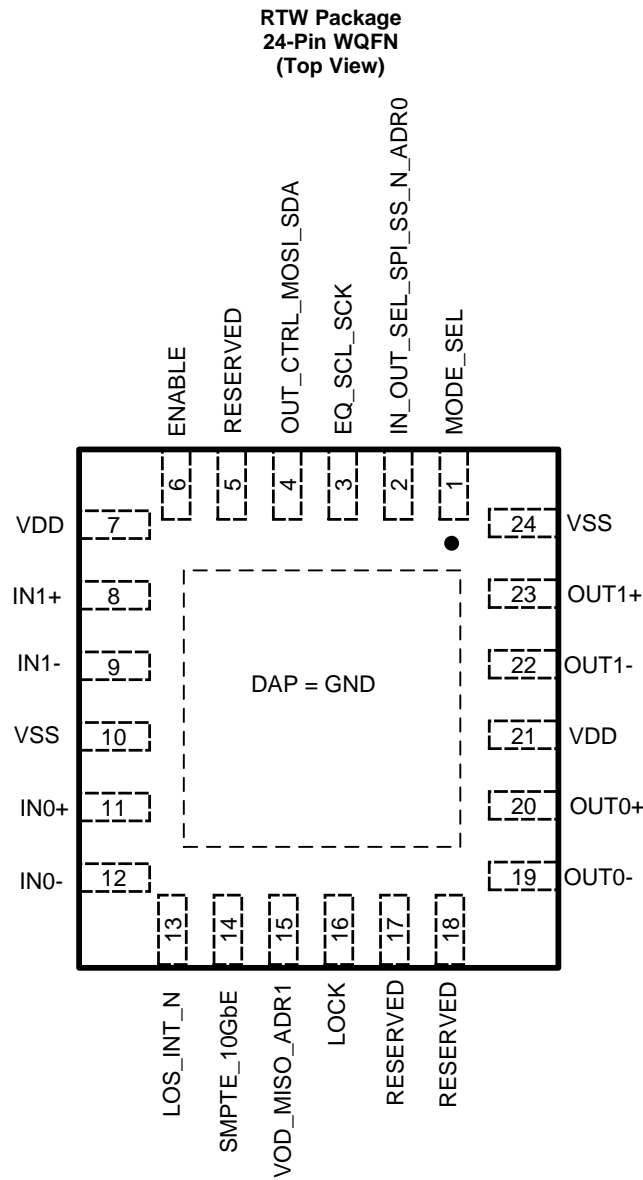 RTW Package
24-Pin WQFN
(Top View)
ENABLE
RESERVED
OUT_CTRL_MOSI_SDA
EQ_SCL_SCK
IN_OUT_SEL_SPI_SS_N_ADR0
MODE_SEL
6
5
4
3
2
1
VDD
7
24
VSS
IN1+
8
23
OUT1+
IN1-
9
22
OUT1-
DAP = GND
VSS
10
21
VDD
IN0+
11
20
OUT0+
IN0-
12
19
OUT0-
13
14
15
16
17
18
LOS_INT_N
SMPTE_10GbE
VOD_MISO_ADR1
LOCK
RESERVED
RESERVED